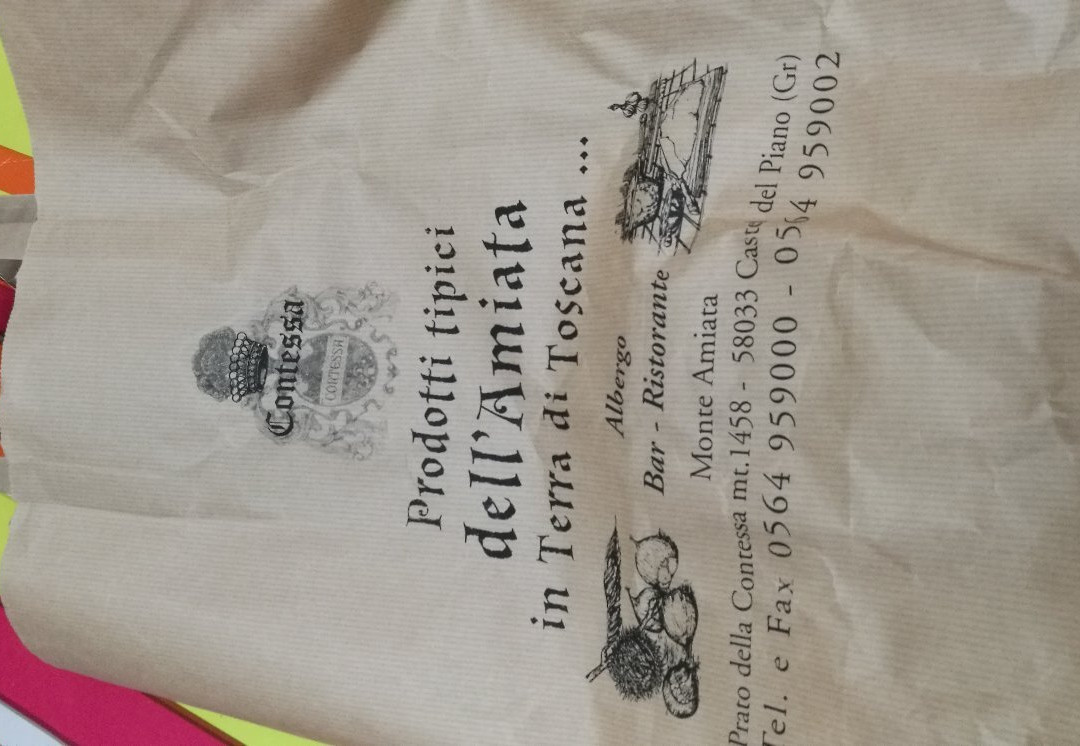 Contessa
CONTESSA
Prodotti tipici
dell'Amiata
in Terra di Toscana ...
Albergo
Bar - Ristorante
Monte Amiata
Prato della Contessa mt.1458 - 58033 Castel del Piano (Gr)
Tel. e Fax 0564 959000 - 0564 959002